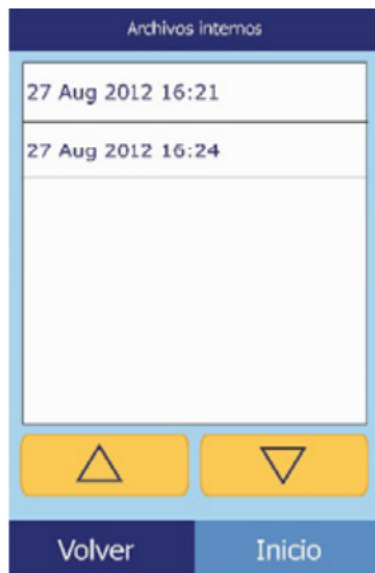 Archivos internos
27 Aug 2012 16:21
27 Aug 2012 16:24
Volver Inicio